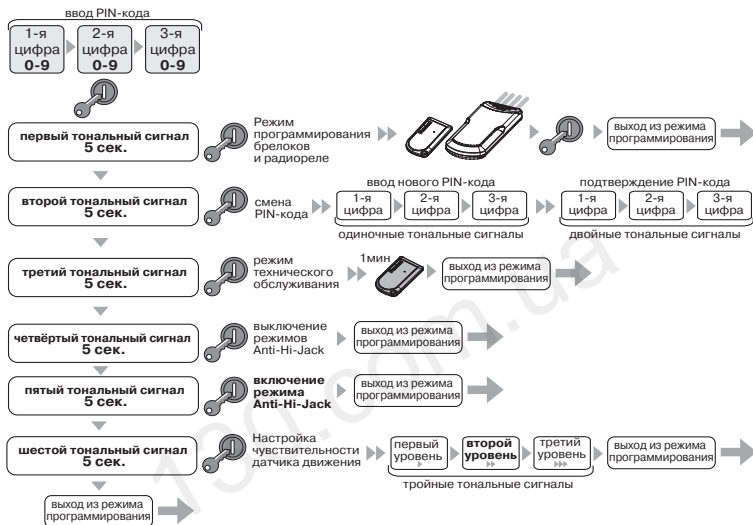 ввод PIN-кода
1-я
цифра
0-9
2-я
цифра
0-9
3-я
цифра
0-9
первый тональный сигнал
5 сек.
Режим
программирования
брелоков
и радиореле
выход из режима
программирования
второй тональный сигнал
5 сек.
смена
PIN-кода
ввод нового PIN-кода
1-я
цифра
2-я
цифра
3-я
цифра
одиночные тональные сигналы
подтверждение PIN-кода
1-я
цифра
2-я
цифра
3-я
цифра
двойные тональные сигналы
третий тональный сигнал
5 сек.
режим
технического
обслуживания
1мин
выход из режима
программирования
четвёртый тональный сигнал
5 сек.
выключение
режимов
Anti-Hi-Jack
выход из режима
программирования
пятый тональный сигнал
5 сек.
включение
режима
Anti-Hi-Jack
выход из режима
программирования
шестой тональный сигнал
5 сек.
Настройка
чувствительности
датчика движения
первый
уровень
второй
уровень
третий
уровень
тройные тональные сигналы
выход из режима
программирования
выход из режима
программирования
130.com.ua